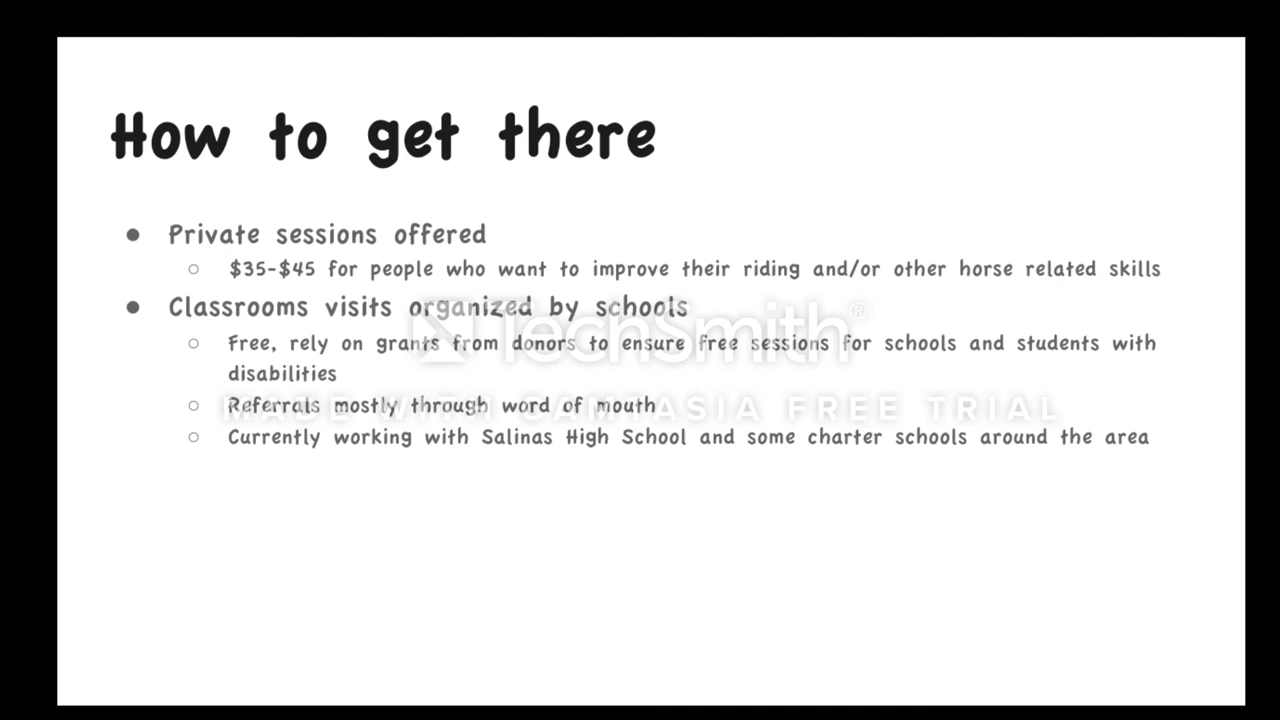 How to get there
● Private sessions offered
○ $35-$45 for people who want to improve their riding and/or other horse related skills
● Classrooms visits organized by schools
○ Free, rely on grants from donors to ensure free sessions for schools and students with
disabilities
○ Referrals mostly through word of mouth
○ Currently working with Salinas High School and some charter schools around the area
TechSmith®
MADE WITH CAMTASIA FREE TRIAL